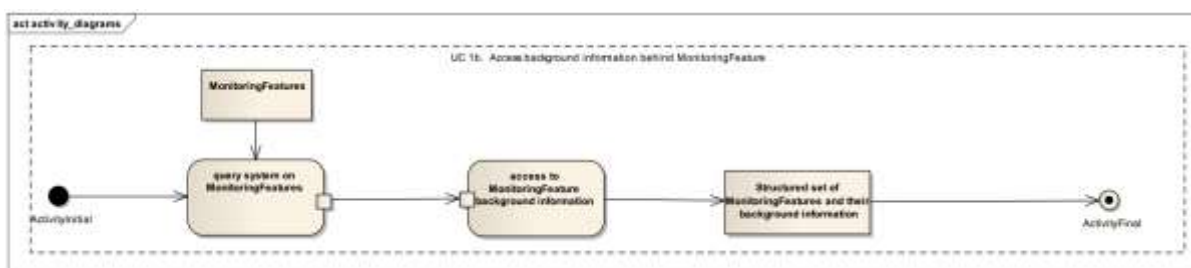 act activity_diagrams
UC 1b. Access background information behind MonitoringFeature
MonitoringFeatures
query system on
MonitoringFeatures
access to
MonitoringFeature
background information
Structured set of
MonitoringFeatures and their
background information
ActivityInitial
ActivityFinal